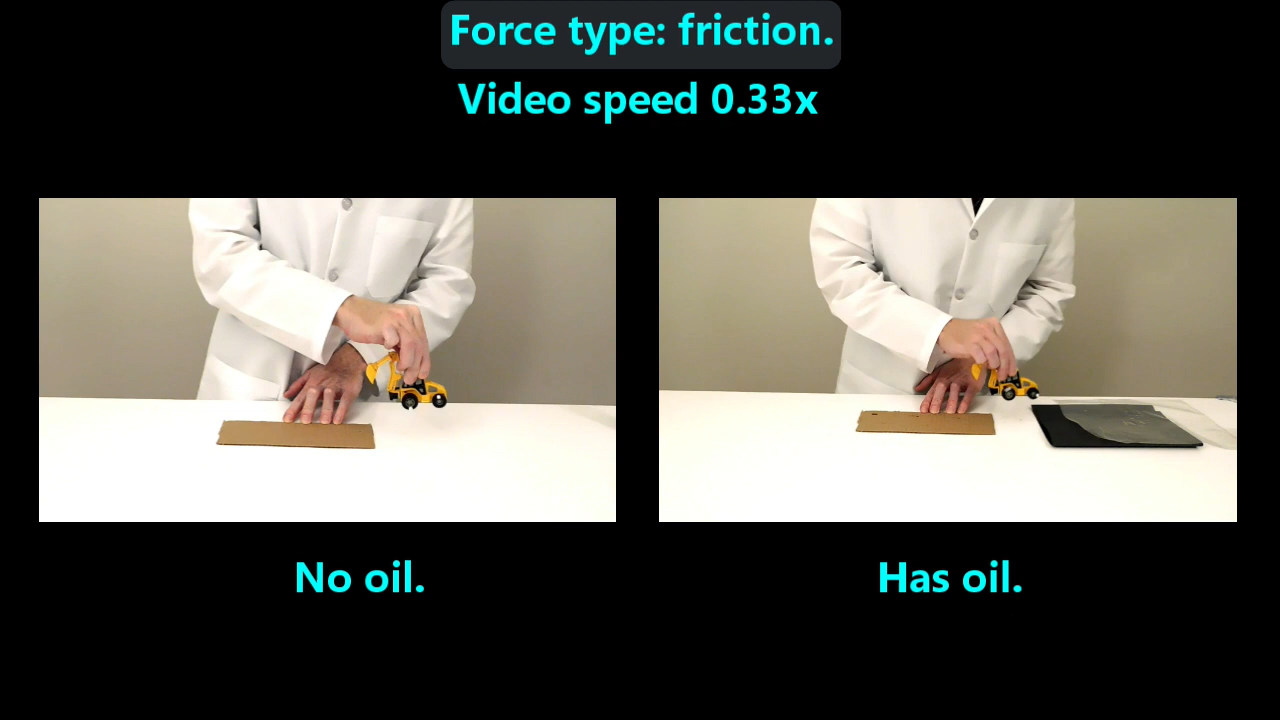 Force type: friction.
Video speed 0.33x
No oil.
Has oil.